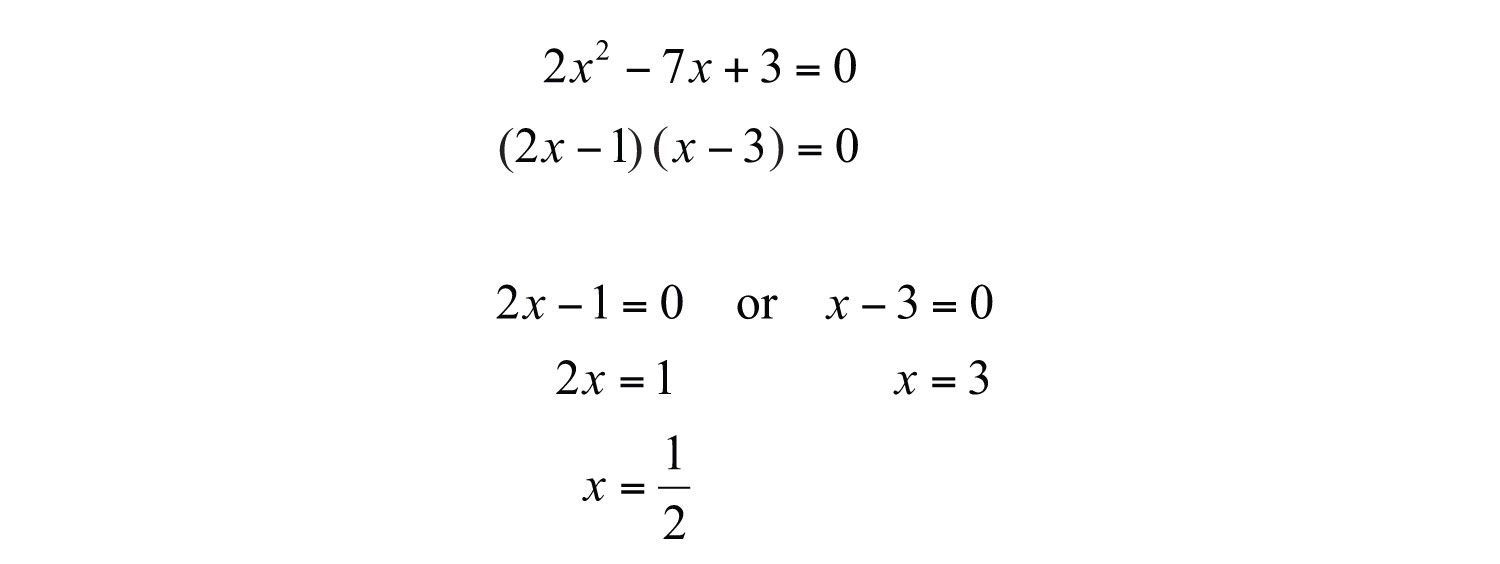 2x² − 7x + 3 = 0
(2x − 1)(x − 3) = 0
2x − 1 = 0 or x − 3 = 0
2x = 1 x = 3
x = 1/2